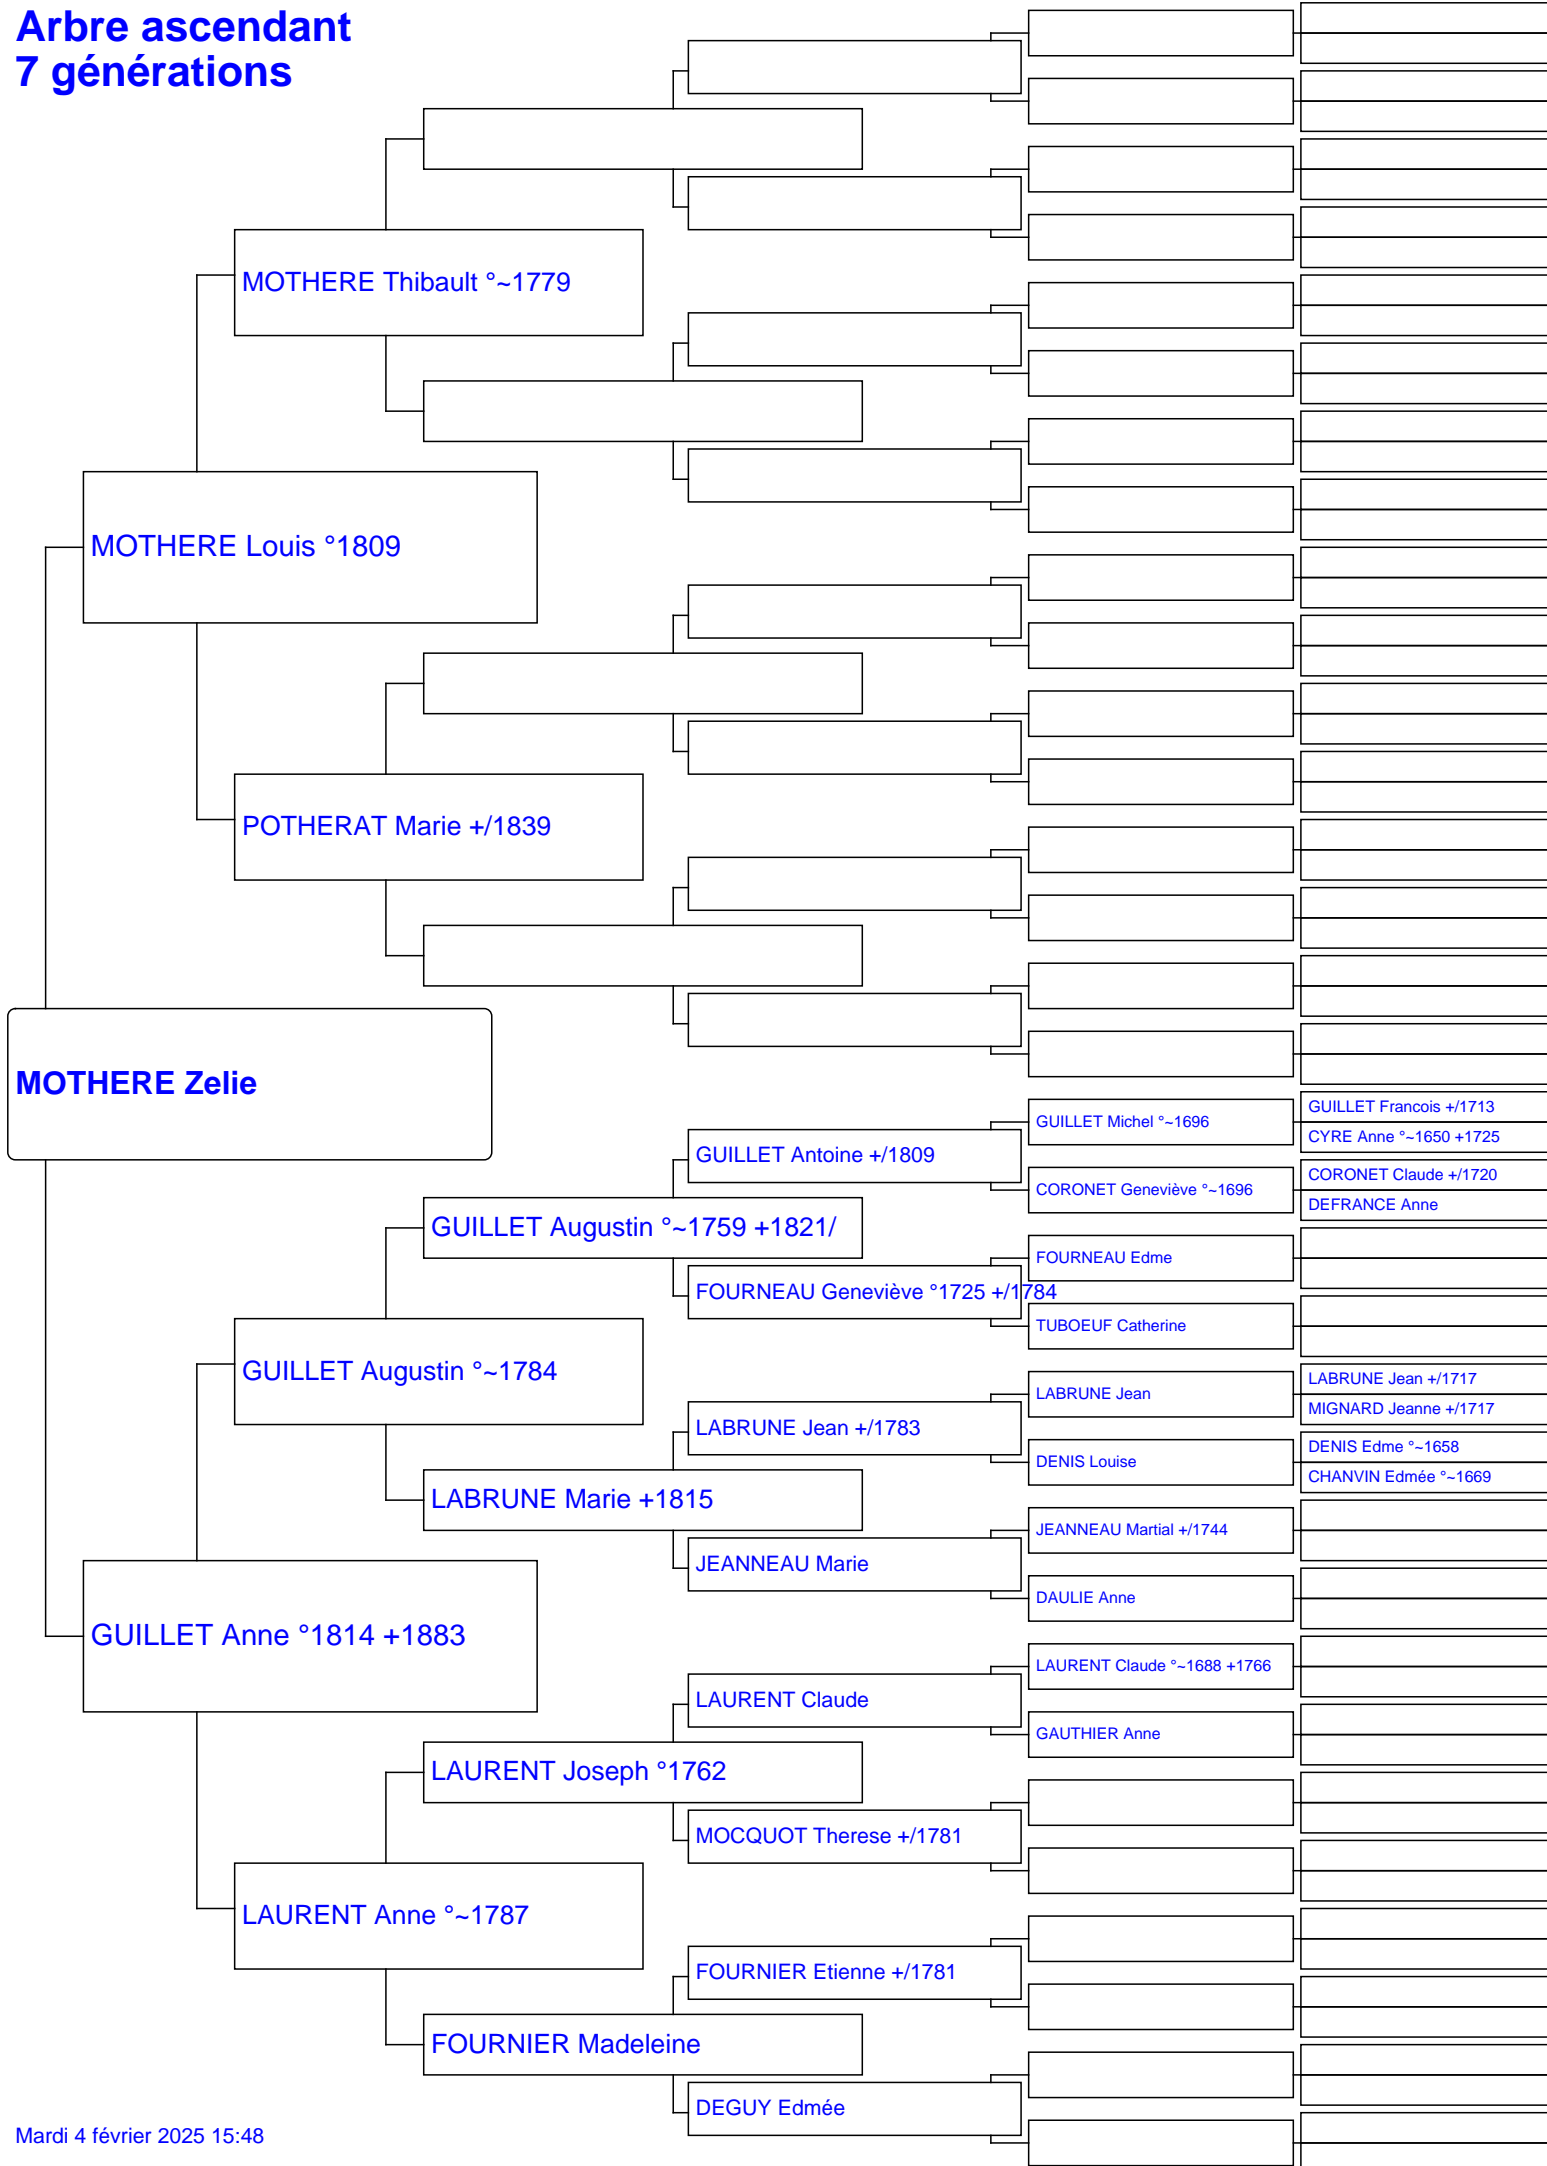 Arbre ascendant
7 générations
MOTHERE Thibault °~1779
MOTHERE Louis °1809
POTHERAT Marie +/1839
MOTHERE Zelie
GUILLET Francois +/1713
GUILLET Michel °~1696
CYRE Anne °~1650 +1725
GUILLET Antoine +/1809
CORONET Claude +/1720
CORONET Geneviève °~1696
DEFRANCE Anne
GUILLET Augustin °~1759 +1821/
FOURNEAU Edme
FOURNEAU Geneviève °1725 +/1784
TUBOEUF Catherine
GUILLET Augustin °~1784
LABRUNE Jean +/1717
LABRUNE Jean
MIGNARD Jeanne +/1717
LABRUNE Jean +/1783
DENIS Edme °~1658
DENIS Louise
CHANVIN Edmée °~1669
LABRUNE Marie +1815
JEANNEAU Martial +/1744
JEANNEAU Marie
DAULIE Anne
GUILLET Anne °1814 +1883
LAURENT Claude °~1688 +1766
LAURENT Claude
GAUTHIER Anne
LAURENT Joseph °1762
MOCQUOT Therese +/1781
LAURENT Anne °~1787
FOURNIER Etienne +/1781
FOURNIER Madeleine
DEGUY Edmée
Mardi 4 février 2025 15:48